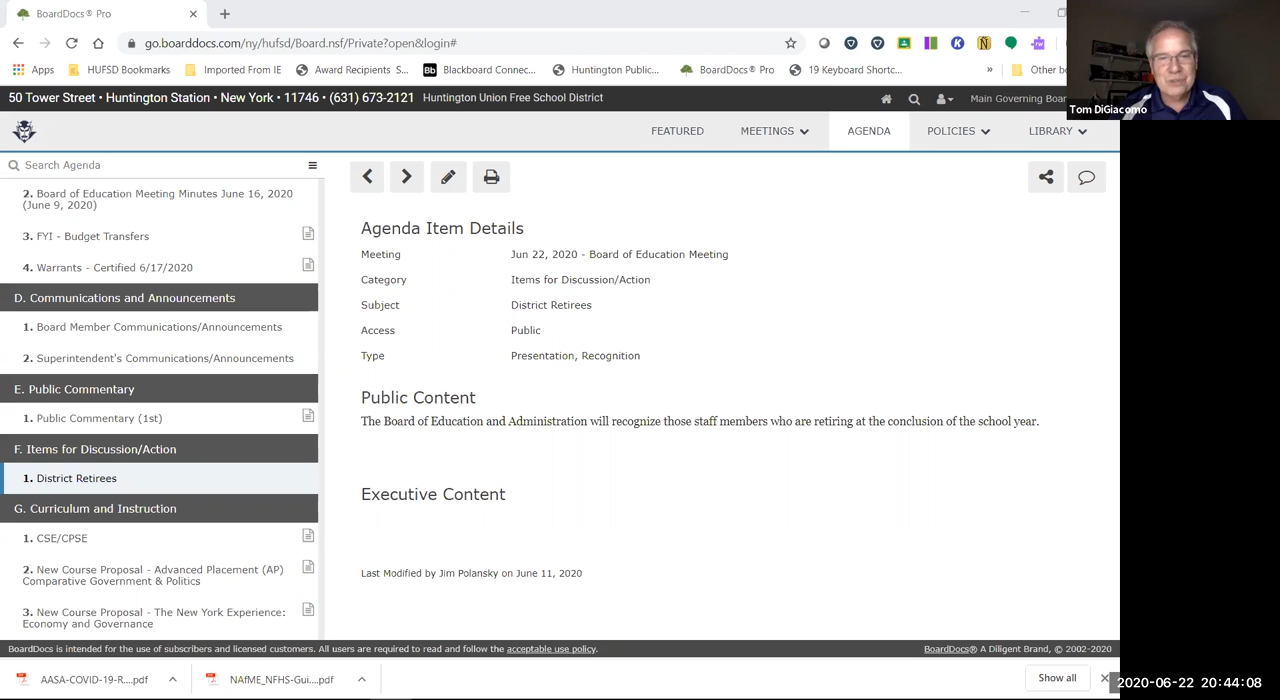 BoardDocs® Pro
go.boarddocs.com/ny/hufsd/Board.nsf/Private?open&login#
Apps HUFSD Bookmarks Imported From IE Award Recipients S... Bb Blackboard Connec... Huntington Public... BoardDocs® Pro 19 Keyboard Shortc... » Other bo
Tom DiGiacomo
50 Tower Street • Huntington Station • New York • 11746 • (631) 673-2121 Huntington Union Free School District Main Governing Boar
FEATURED MEETINGS AGENDA POLICIES LIBRARY
Search Agenda
2. Board of Education Meeting Minutes June 16, 2020
(June 9, 2020)
3. FYI - Budget Transfers
4. Warrants - Certified 6/17/2020
D. Communications and Announcements
1. Board Member Communications/Announcements
2. Superintendent's Communications/Announcements
E. Public Commentary
1. Public Commentary (1st)
F. Items for Discussion/Action
1. District Retirees
G. Curriculum and Instruction
1. CSE/CPSE
2. New Course Proposal - Advanced Placement (AP)
Comparative Government & Politics
3. New Course Proposal - The New York Experience:
Economy and Governance
Agenda Item Details
Meeting Jun 22, 2020 - Board of Education Meeting
Category Items for Discussion/Action
Subject District Retirees
Access Public
Type Presentation, Recognition
Public Content
The Board of Education and Administration will recognize those staff members who are retiring at the conclusion of the school year.
Executive Content
Last Modified by Jim Polansky on June 11, 2020
BoardDocs is intended for the use of subscribers and licensed customers. All users are required to read and follow the acceptable use policy. BoardDocs® A Diligent Brand, © 2002-2020
AASA-COVID-19-R....pdf NAfME_NFHS-Gui....pdf Show all
2020-06-22 20:44:08